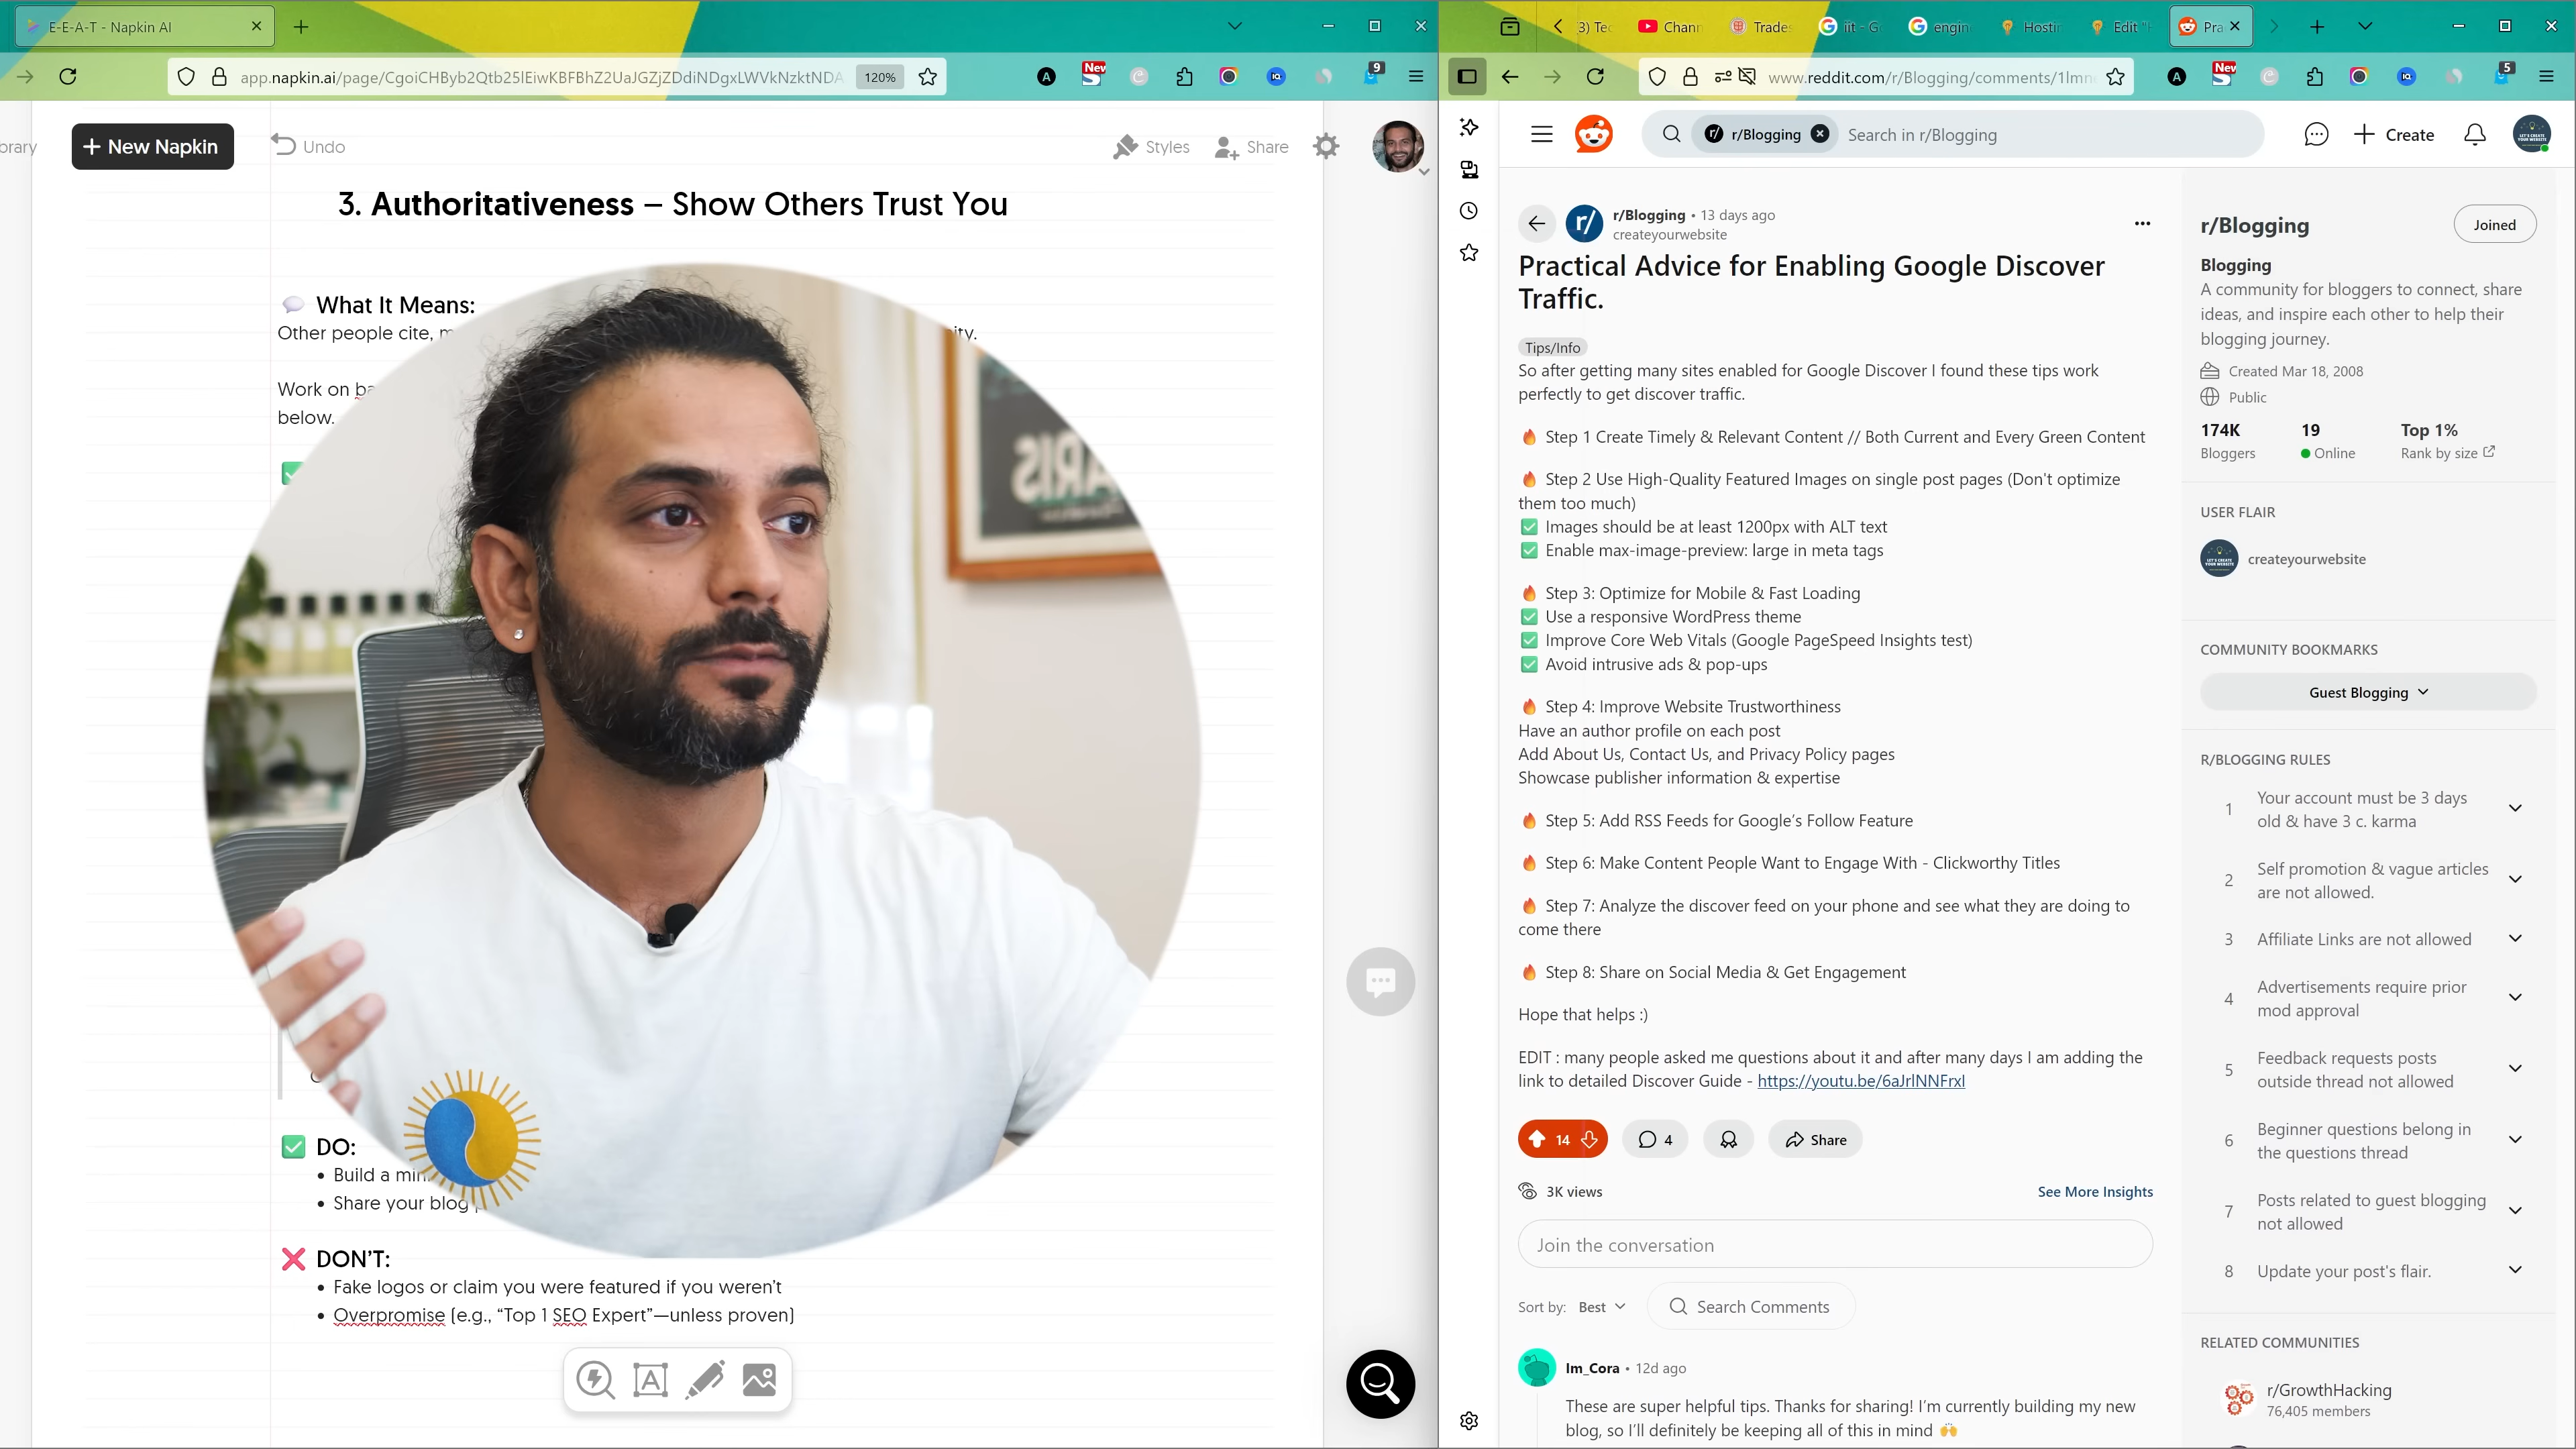 E-E-A-T - Napkin AI
app.napkin.ai/page/CgoiCHByb2Qtb25lEiwKBFBhZ2UaJGZjZDdiNDgxLWVkNzktNDA
120%
New
9
brary
+ New Napkin
Undo
Styles
Share
3. Authoritativeness – Show Others Trust You
💬 What It Means:
Other people cite,
ity.
Work on
below.
✅ DO:
• Build a
• Share your blog
❌ DON'T:
• Fake logos or claim you were featured if you weren't
• Overpromise (e.g., "Top 1 SEO Expert"—unless proven)
ARIS
3) Tec
Chann
Trades
iit - G
engin
Hostin
Edit "
Pra
www.reddit.com/r/Blogging/comments/1lmn
New
5
r/Blogging
Search in r/Blogging
Create
r/Blogging • 13 days ago
createyourwebsite
Practical Advice for Enabling Google Discover
Traffic.
Tips/Info
So after getting many sites enabled for Google Discover I found these tips work
perfectly to get discover traffic.
🔥 Step 1 Create Timely & Relevant Content // Both Current and Every Green Content
🔥 Step 2 Use High-Quality Featured Images on single post pages (Don't optimize
them too much)
✅ Images should be at least 1200px with ALT text
✅ Enable max-image-preview: large in meta tags
🔥 Step 3: Optimize for Mobile & Fast Loading
✅ Use a responsive WordPress theme
✅ Improve Core Web Vitals (Google PageSpeed Insights test)
✅ Avoid intrusive ads & pop-ups
🔥 Step 4: Improve Website Trustworthiness
Have an author profile on each post
Add About Us, Contact Us, and Privacy Policy pages
Showcase publisher information & expertise
🔥 Step 5: Add RSS Feeds for Google's Follow Feature
🔥 Step 6: Make Content People Want to Engage With - Clickworthy Titles
🔥 Step 7: Analyze the discover feed on your phone and see what they are doing to
come there
🔥 Step 8: Share on Social Media & Get Engagement
Hope that helps :)
EDIT : many people asked me questions about it and after many days I am adding the
link to detailed Discover Guide - https://youtu.be/6aJrlNNFrxI
14
4
Share
3K views
See More Insights
Join the conversation
Sort by: Best
Search Comments
Im_Cora • 12d ago
These are super helpful tips. Thanks for sharing! I'm currently building my new
blog, so I'll definitely be keeping all of this in mind 🙌
r/Blogging
Joined
Blogging
A community for bloggers to connect, share
ideas, and inspire each other to help their
blogging journey.
Created Mar 18, 2008
Public
174K
Bloggers
19
Online
Top 1%
Rank by size
USER FLAIR
createyourwebsite
COMMUNITY BOOKMARKS
Guest Blogging
R/BLOGGING RULES
1 Your account must be 3 days
old & have 3 c. karma
2 Self promotion & vague articles
are not allowed.
3 Affiliate Links are not allowed
4 Advertisements require prior
mod approval
5 Feedback requests posts
outside thread not allowed
6 Beginner questions belong in
the questions thread
7 Posts related to guest blogging
not allowed
8 Update your post's flair.
RELATED COMMUNITIES
r/GrowthHacking
76,405 members